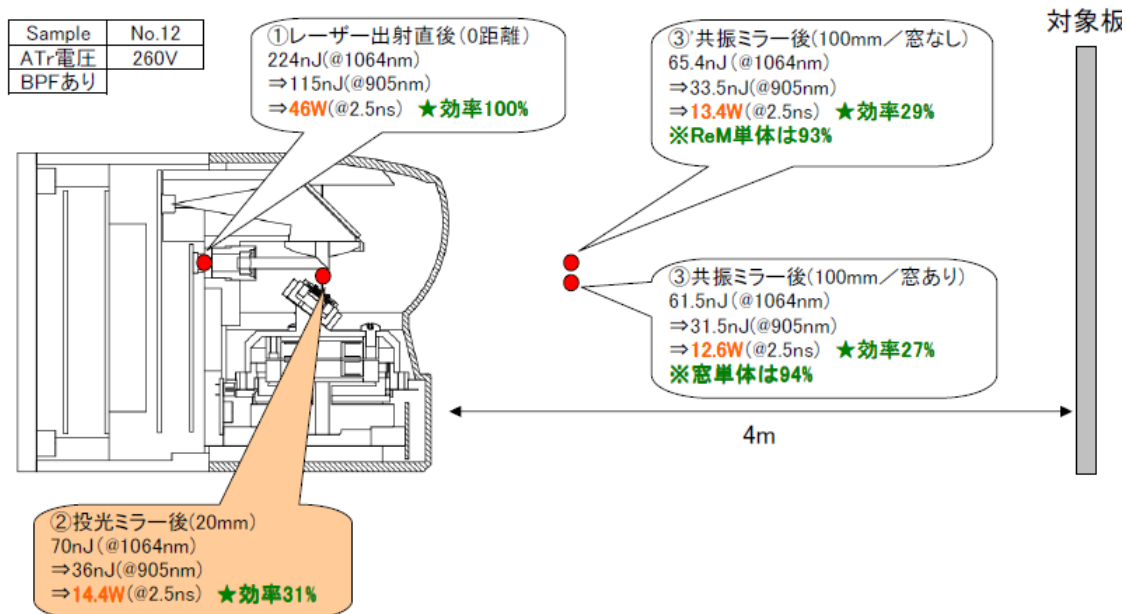 Sample No.12
ATr電圧 260V
BPFあり
①レーザー出射直後(0距離)
224nJ(@1064nm)
⇒115nJ(@905nm)
⇒46W(@2.5ns) ★効率100%
③'共振ミラー後(100mm／窓なし)
65.4nJ(@1064nm)
⇒33.5nJ(@905nm)
⇒13.4W(@2.5ns) ★効率29%
※ReM単体は93%
対象板
③共振ミラー後(100mm／窓あり)
61.5nJ(@1064nm)
⇒31.5nJ(@905nm)
⇒12.6W(@2.5ns) ★効率27%
※窓単体は94%
4m
②投光ミラー後(20mm)
70nJ(@1064nm)
⇒36nJ(@905nm)
⇒14.4W(@2.5ns) ★効率31%